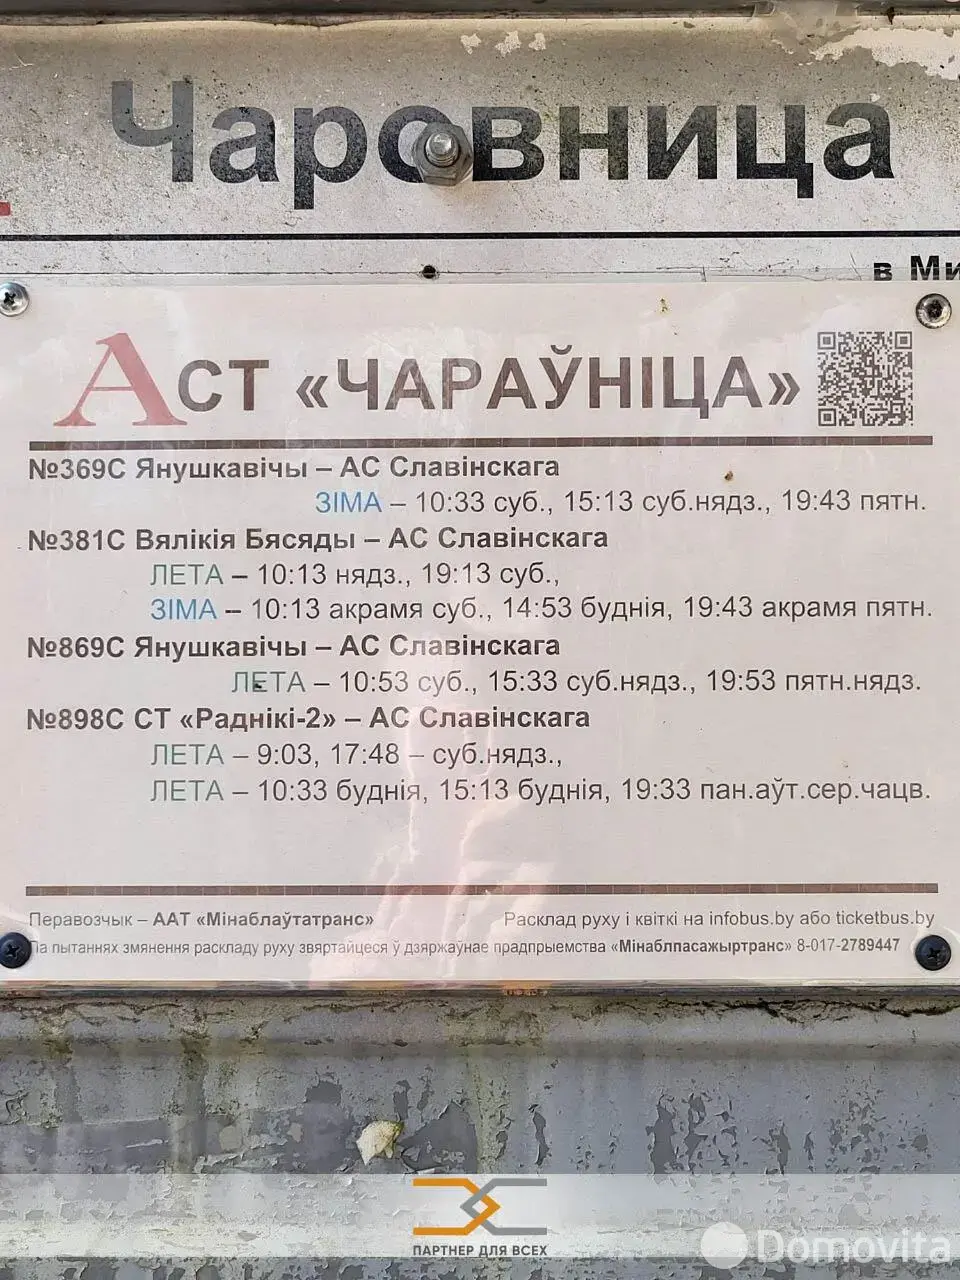 Чаровница
в Ми
АСТ «ЧАРАЎНІЦА»
№369С Янушкавічы – АС Славінскага
ЗІМА – 10:33 суб., 15:13 суб.нядз., 19:43 пятн.
№381С Вялікія Бясяды – АС Славінскага
ЛЕТА – 10:13 нядз., 19:13 суб.,
ЗІМА – 10:13 акрамя суб., 14:53 буднія, 19:43 акрамя пятн.
№869С Янушкавічы – АС Славінскага
ЛЕТА – 10:53 суб., 15:33 суб.нядз., 19:53 пятн.нядз.
№898С СТ «Раднікі-2» – АС Славінскага
ЛЕТА – 9:03, 17:48 – суб.нядз.,
ЛЕТА – 10:33 буднія, 15:13 буднія, 19:33 пан.аўт.сер.чацв.
Перавозчык – ААТ «Мінаблаўтатранс» Расклад руху і квіткі на infobus.by або ticketbus.by
Па пытаннях змянення раскладу руху звяртайцеся ў дзяржаўнае прадпрыемства «Мінаблпасажыртранс» 8-017-2789447
ПАРТНЕР ДЛЯ ВСЕХ
Domovita